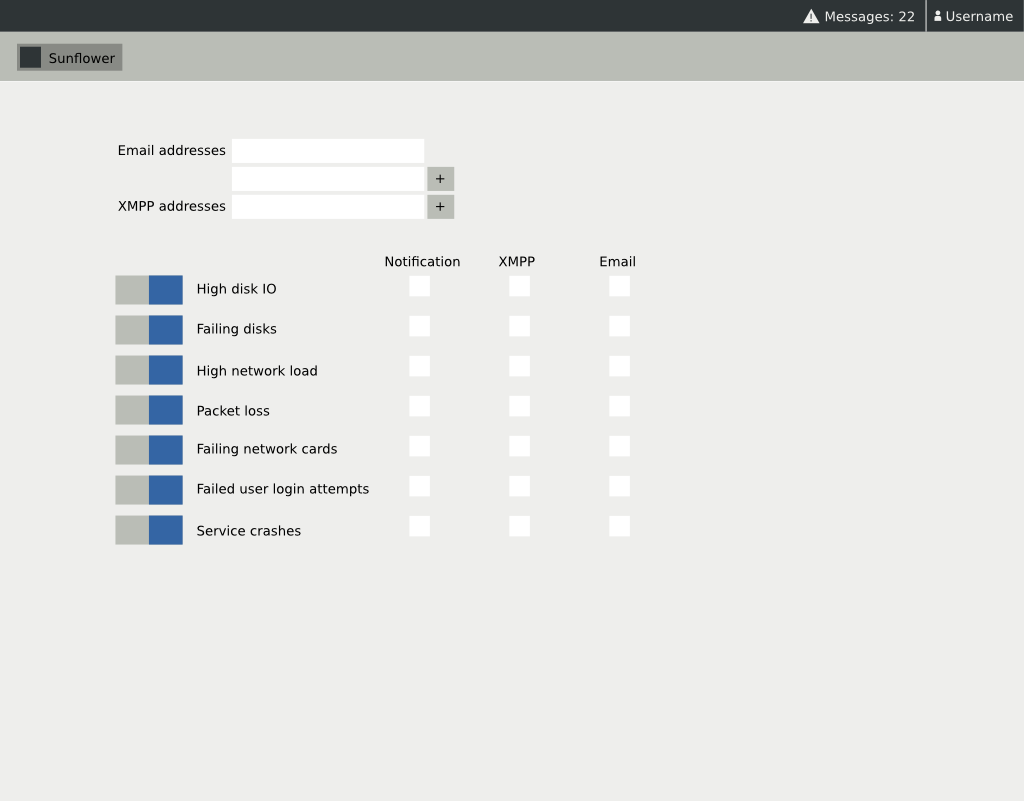 Messages: 22
Username
Sunflower
Email addresses
+
XMPP addresses +
Notification XMPP Email
High disk IO
Failing disks
High network load
Packet loss
Failing network cards
Failed user login attempts
Service crashes